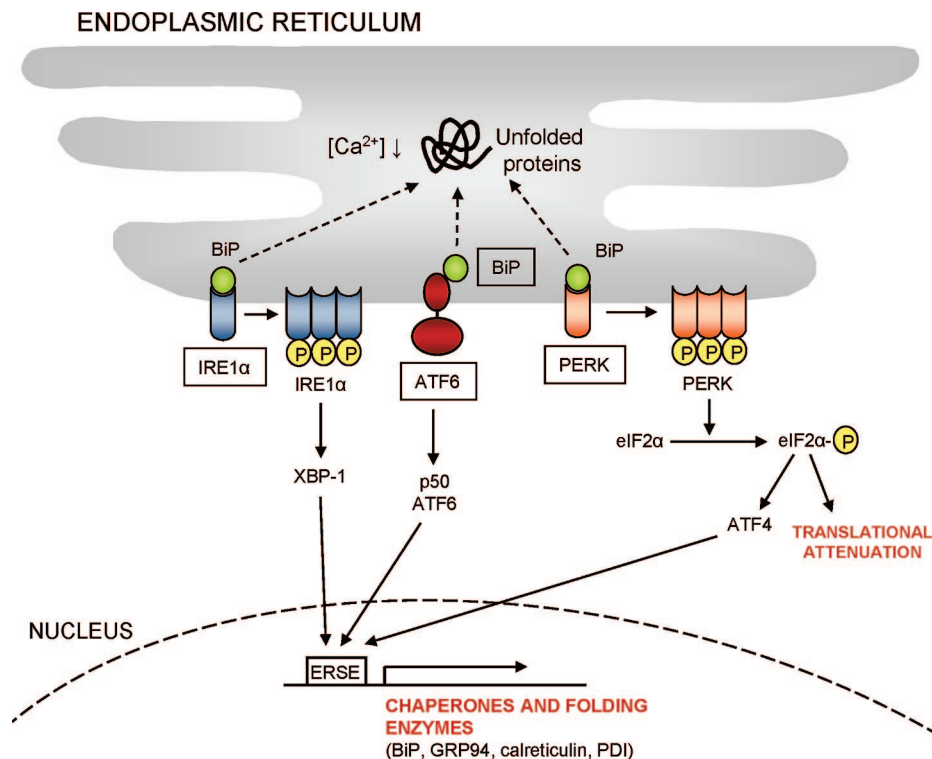 ENDOPLASMIC RETICULUM
[Ca²⁺] ↓
Unfolded
proteins
BiP
BiP
BiP
IRE1α
P P P
IRE1α
ATF6
PERK
P P P
PERK
eIF2α
eIF2α-P
XBP-1
p50
ATF6
ATF4
TRANSLATIONAL
ATTENUATION
NUCLEUS
ERSE
CHAPERONES AND FOLDING
ENZYMES
(BiP, GRP94, calreticulin, PDI)